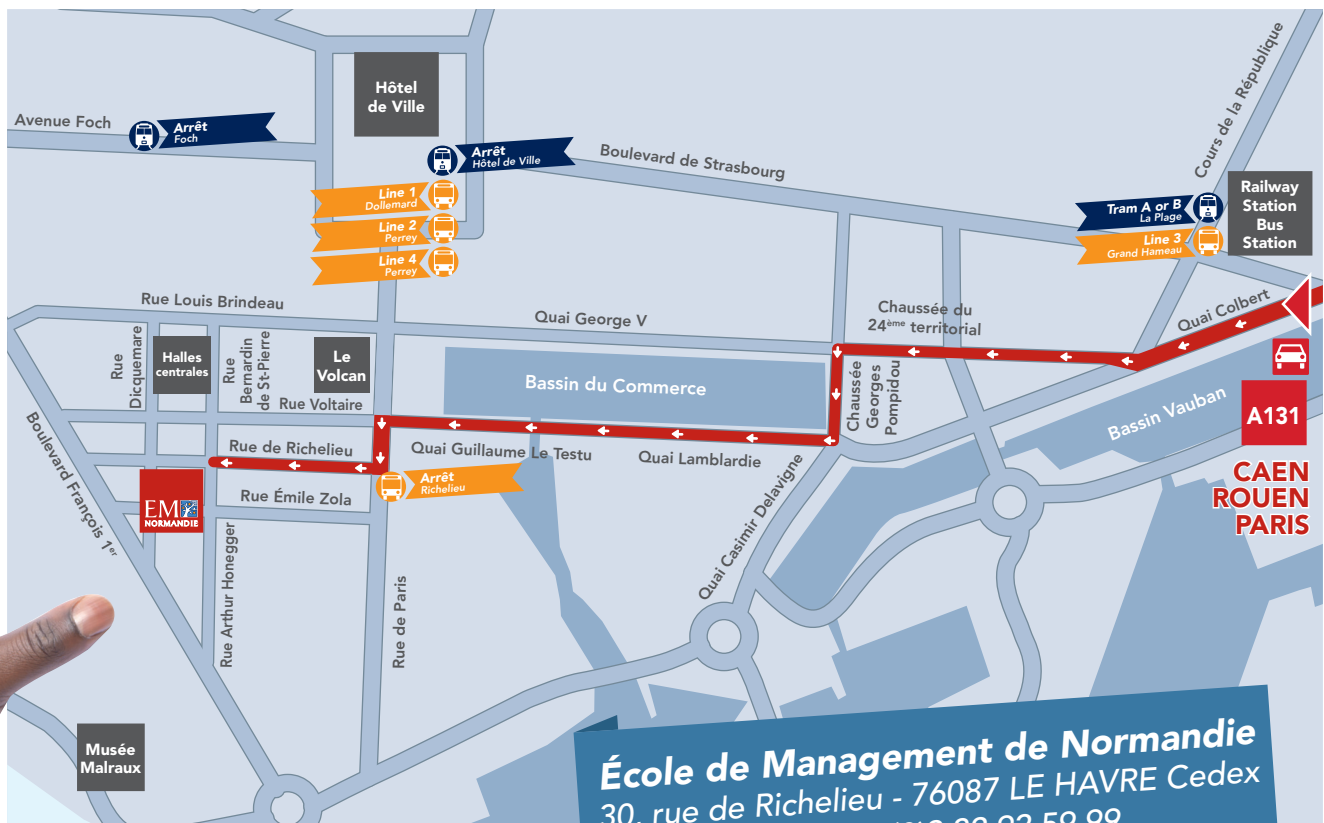 Hôtel
de Ville
Avenue Foch
Arrêt
Foch
Arrêt
Hôtel de Ville
Boulevard de Strasbourg
Cours de la République
Line 1
Dollemard
Line 2
Perrey
Line 4
Perrey
Tram A or B
La Plage
Line 3
Grand Hameau
Railway
Station
Bus
Station
Rue Louis Brindeau
Quai George V
Chaussée du
24ème territorial
Quai Colbert
Rue
Dicquemare
Halles
centrales
Rue
Bernardin
de St-Pierre
Le
Volcan
Rue Voltaire
Bassin du Commerce
Chaussée
Georges
Pompidou
Bassin Vauban
A131
CAEN
ROUEN
PARIS
Boulevard François 1er
Rue de Richelieu
Quai Guillaume Le Testu
Quai Lamblardie
Arrêt
Richelieu
EM
NORMANDIE
Rue Émile Zola
Quai Casimir Delavigne
Rue Arthur Honegger
Rue de Paris
Musée
Malraux
École de Management de Normandie
30, rue de Richelieu - 76087 LE HAVRE Cedex
92 59 99